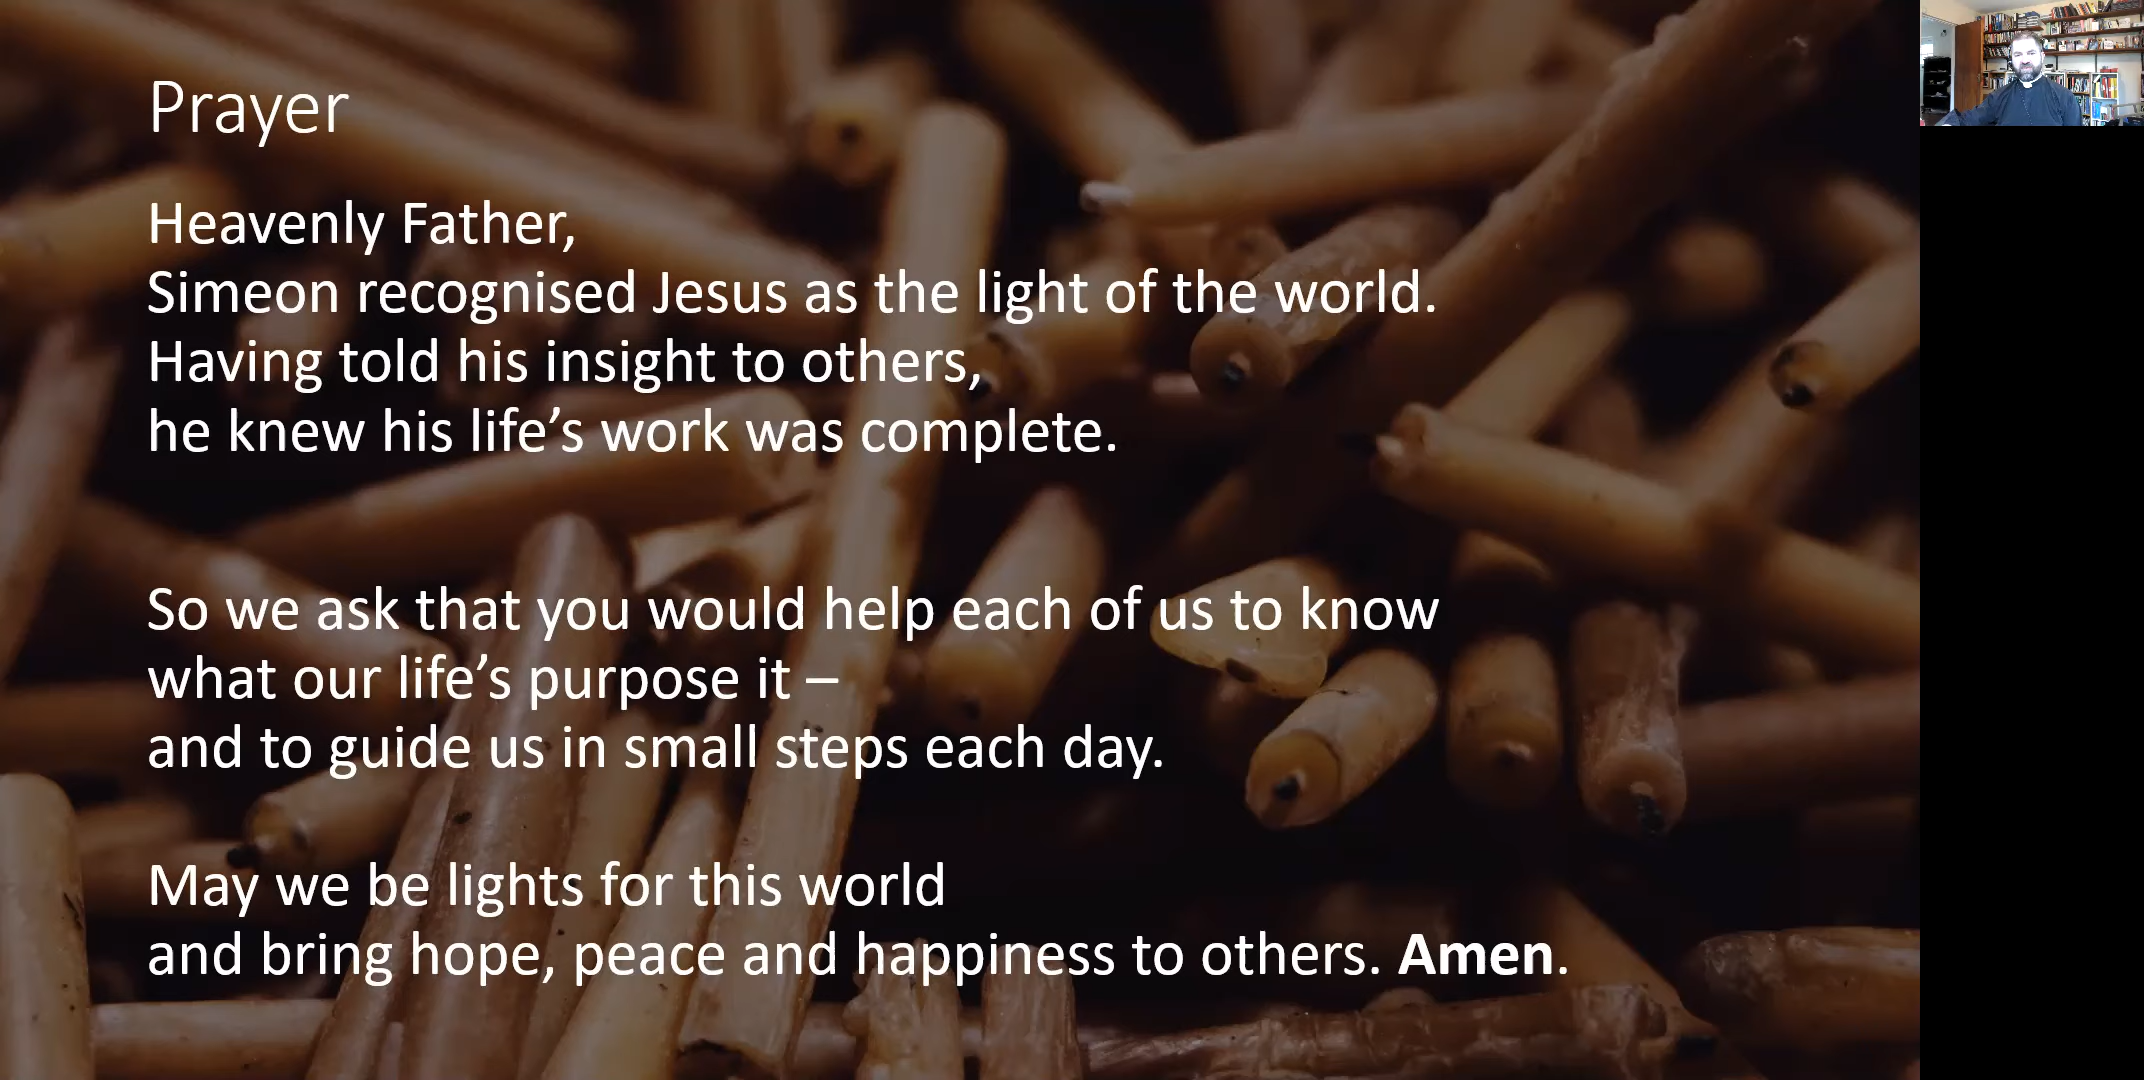 Prayer
Heavenly Father,
Simeon recognised Jesus as the light of the world.
Having told his insight to others,
he knew his life’s work was complete.
So we ask that you would help each of us to know
what our life’s purpose it –
and to guide us in small steps each day.
May we be lights for this world
and bring hope, peace and happiness to others. Amen.